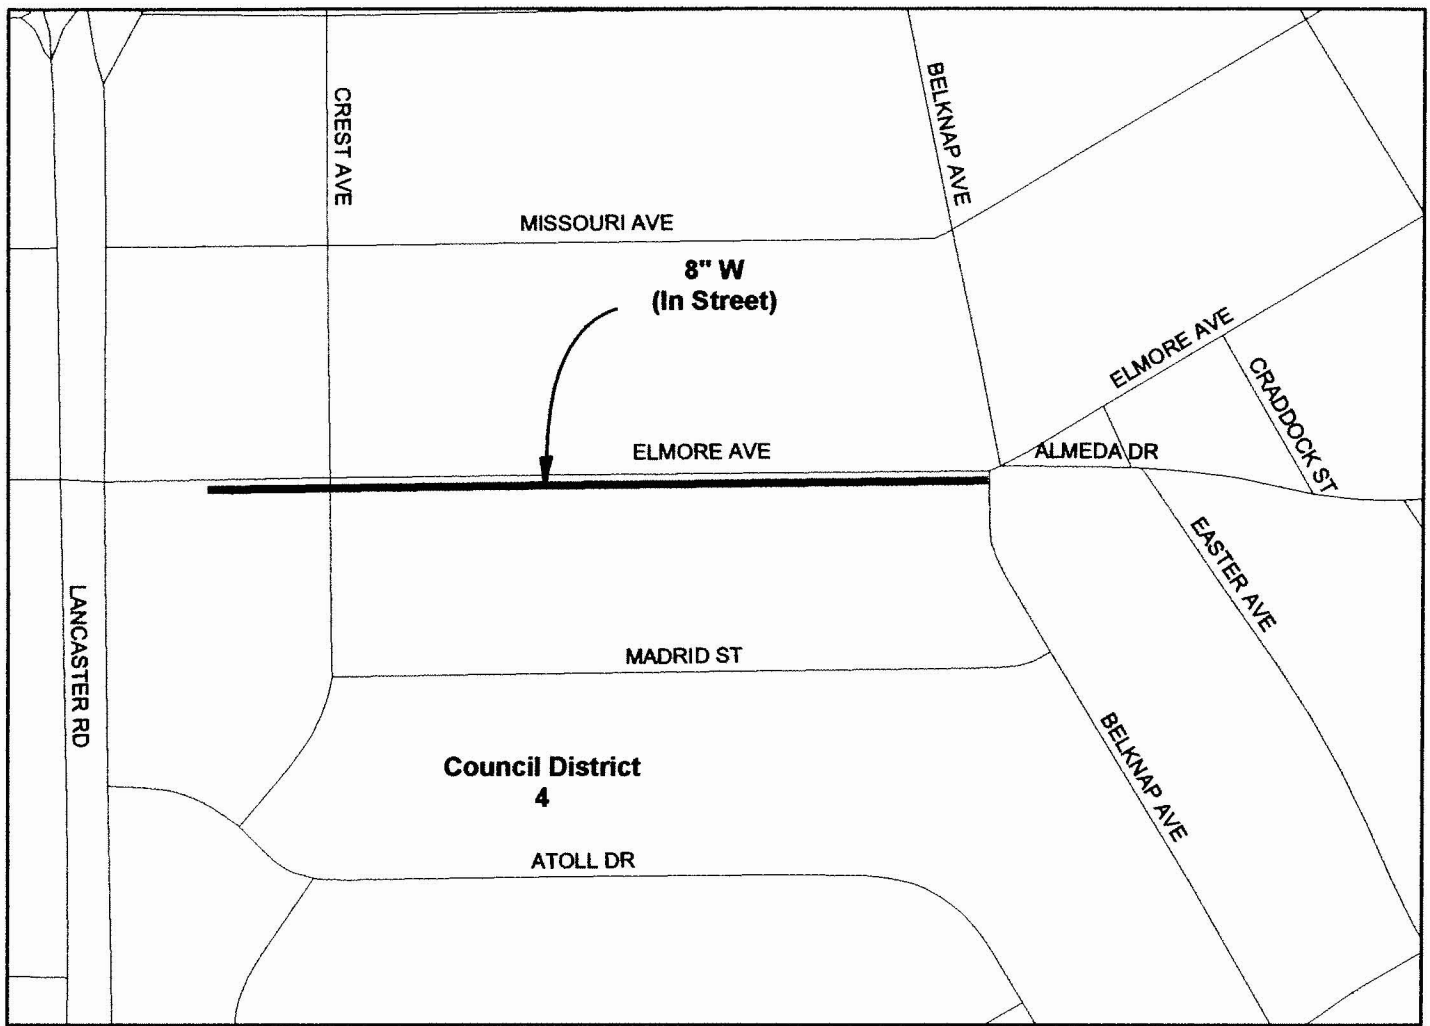 CREST AVE
BELKNAP AVE
MISSOURI AVE
8" W
(In Street)
ELMORE AVE
CRADDOCK ST
ELMORE AVE
ALMEDA DR
EASTER AVE
LANCASTER RD
MADRID ST
BELKNAP AVE
Council District
4
ATOLL DR